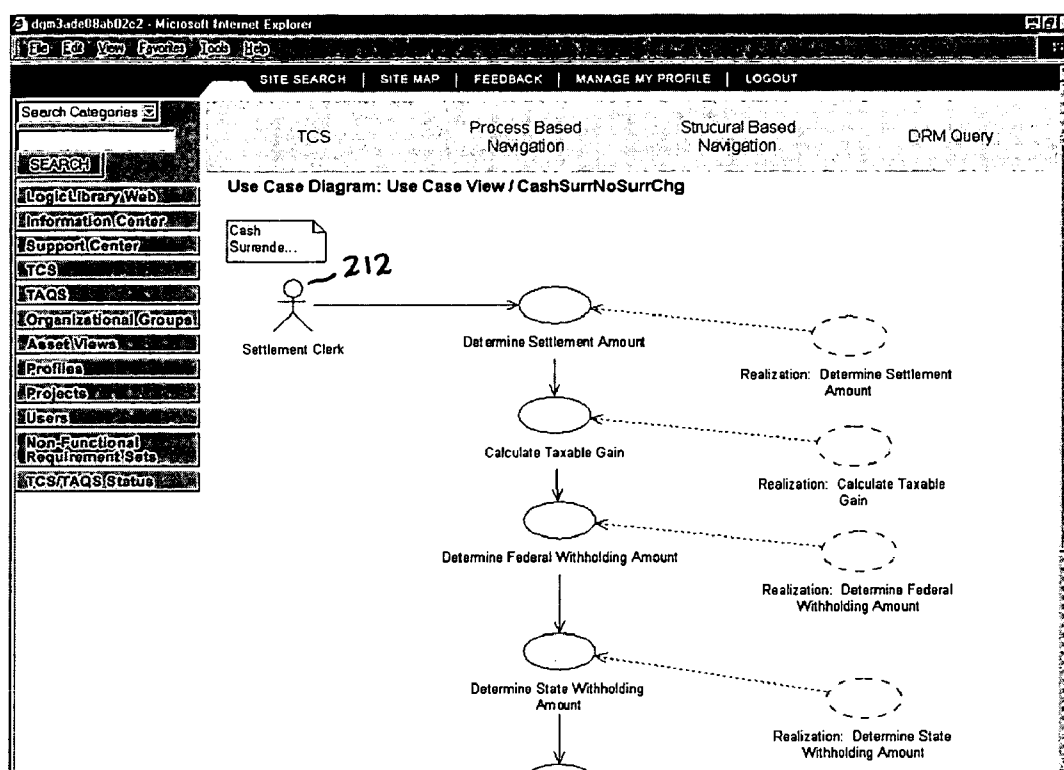 dgm3ade08ab02c2 - Microsoft Internet Explorer
File Edit View Favorites Tools Help
SITE SEARCH | SITE MAP | FEEDBACK | MANAGE MY PROFILE | LOGOUT
Search Categories
SEARCH
LogicLibrary Web
Information Center
Support Center
TCS
TAQS
Organizational Groups
Asset Views
Profiles
Projects
Users
Non-Functional
Requirement Sets
TCS/TAQS Status
TCS
Process Based
Navigation
Strucural Based
Navigation
DRM Query
Use Case Diagram: Use Case View / CashSurrNoSurrChg
Cash
Surrende...
212
Settlement Clerk
Determine Settlement Amount
Realization: Determine Settlement
Amount
Calculate Taxable Gain
Realization: Calculate Taxable
Gain
Determine Federal Withholding Amount
Realization: Determine Federal
Withholding Amount
Determine State Withholding
Amount
Realization: Determine State
Withholding Amount